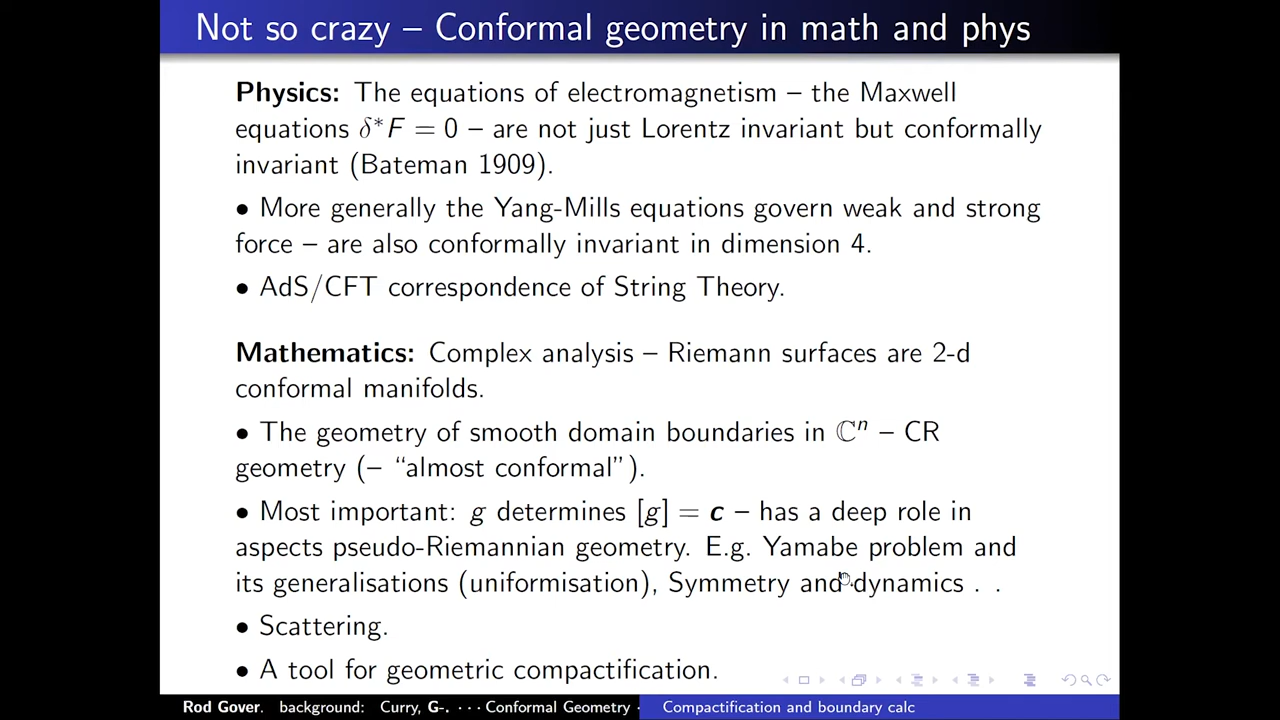 Not so crazy – Conformal geometry in math and phys
Physics: The equations of electromagnetism – the Maxwell
equations δ*F = 0 – are not just Lorentz invariant but conformally
invariant (Bateman 1909).
• More generally the Yang-Mills equations govern weak and strong
force – are also conformally invariant in dimension 4.
• AdS/CFT correspondence of String Theory.
Mathematics: Complex analysis – Riemann surfaces are 2-d
conformal manifolds.
• The geometry of smooth domain boundaries in ℂⁿ – CR
geometry (– “almost conformal”).
• Most important: g determines [g] = c – has a deep role in
aspects pseudo-Riemannian geometry. E.g. Yamabe problem and
its generalisations (uniformisation), Symmetry and dynamics . .
• Scattering.
• A tool for geometric compactification.
Rod Gover. background: Curry, G-. · · · Conformal Geometry · Compactification and boundary calc